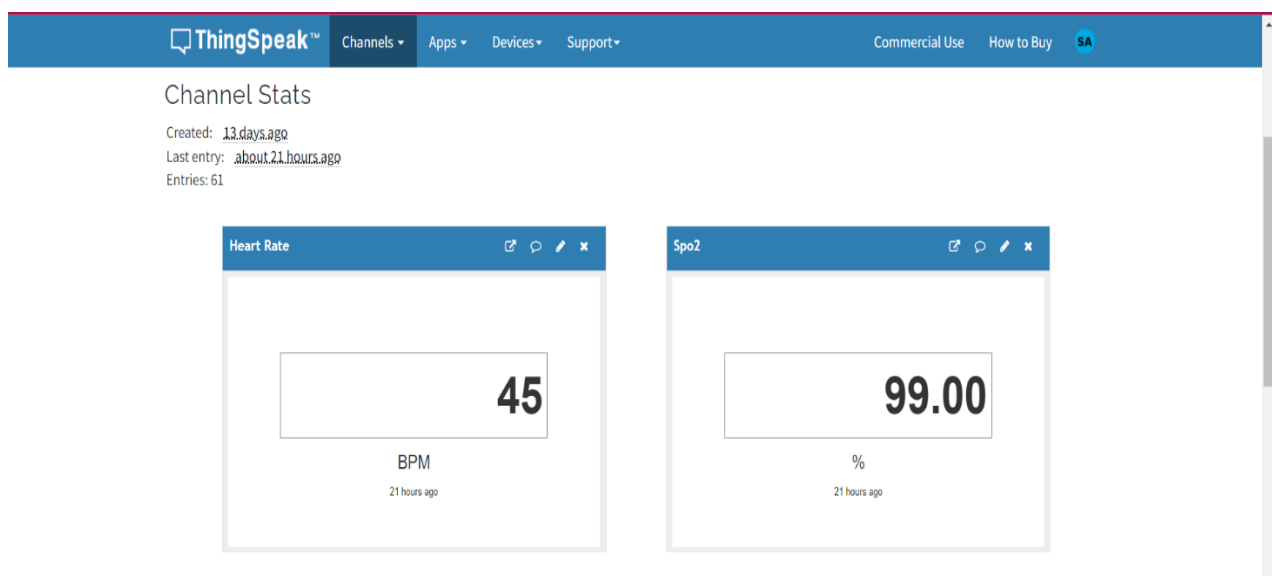 ThingSpeak™ Channels Apps Devices Support Commercial Use How to Buy SA
Channel Stats
Created: 13 days ago
Last entry: about 21 hours ago
Entries: 61
Heart Rate
45
BPM
21 hours ago
Spo2
99.00
%
21 hours ago